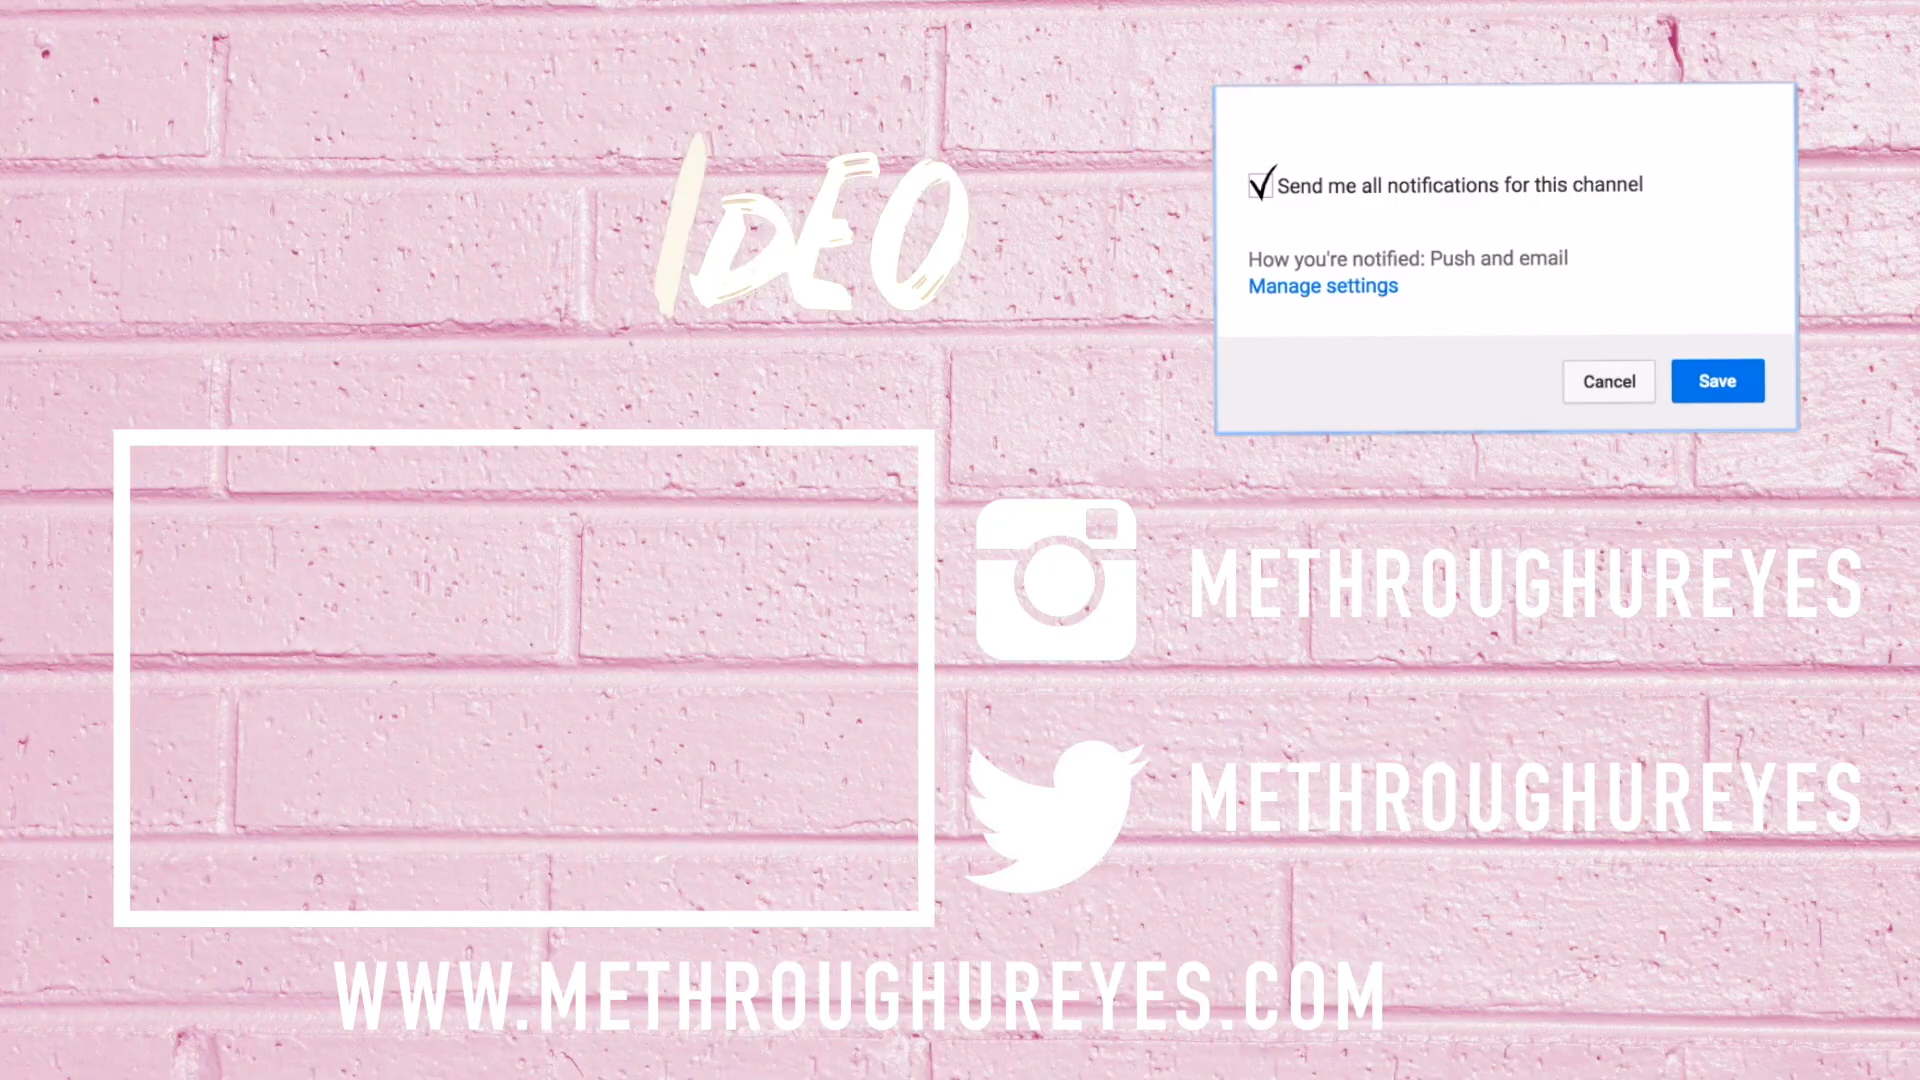 IDEO
Send me all notifications for this channel
How you're notified: Push and email
Manage settings
Cancel
Save
METHROUGHUREYES
METHROUGHUREYES
WWW.METHROUGHUREYES.COM